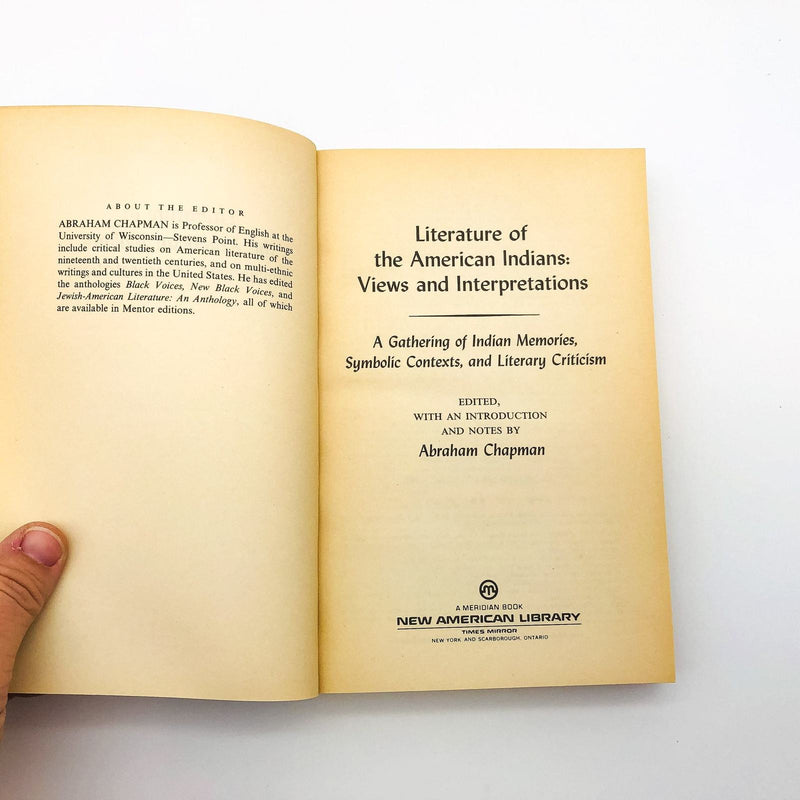 ABOUT THE EDITOR
ABRAHAM CHAPMAN is Professor of English at the
University of Wisconsin—Stevens Point. His writings
include critical studies on American literature of the
nineteenth and twentieth centuries, and on multi-ethnic
writings and cultures in the United States. He has edited
the anthologies Black Voices, New Black Voices, and
Jewish-American Literature: An Anthology, all of which
are available in Mentor editions.
Literature of
the American Indians:
Views and Interpretations
A Gathering of Indian Memories,
Symbolic Contexts, and Literary Criticism
EDITED,
WITH AN INTRODUCTION
AND NOTES BY
Abraham Chapman
M
A MERIDIAN BOOK
NEW AMERICAN LIBRARY
TIMES MIRROR
NEW YORK AND SCARBOROUGH, ONTARIO